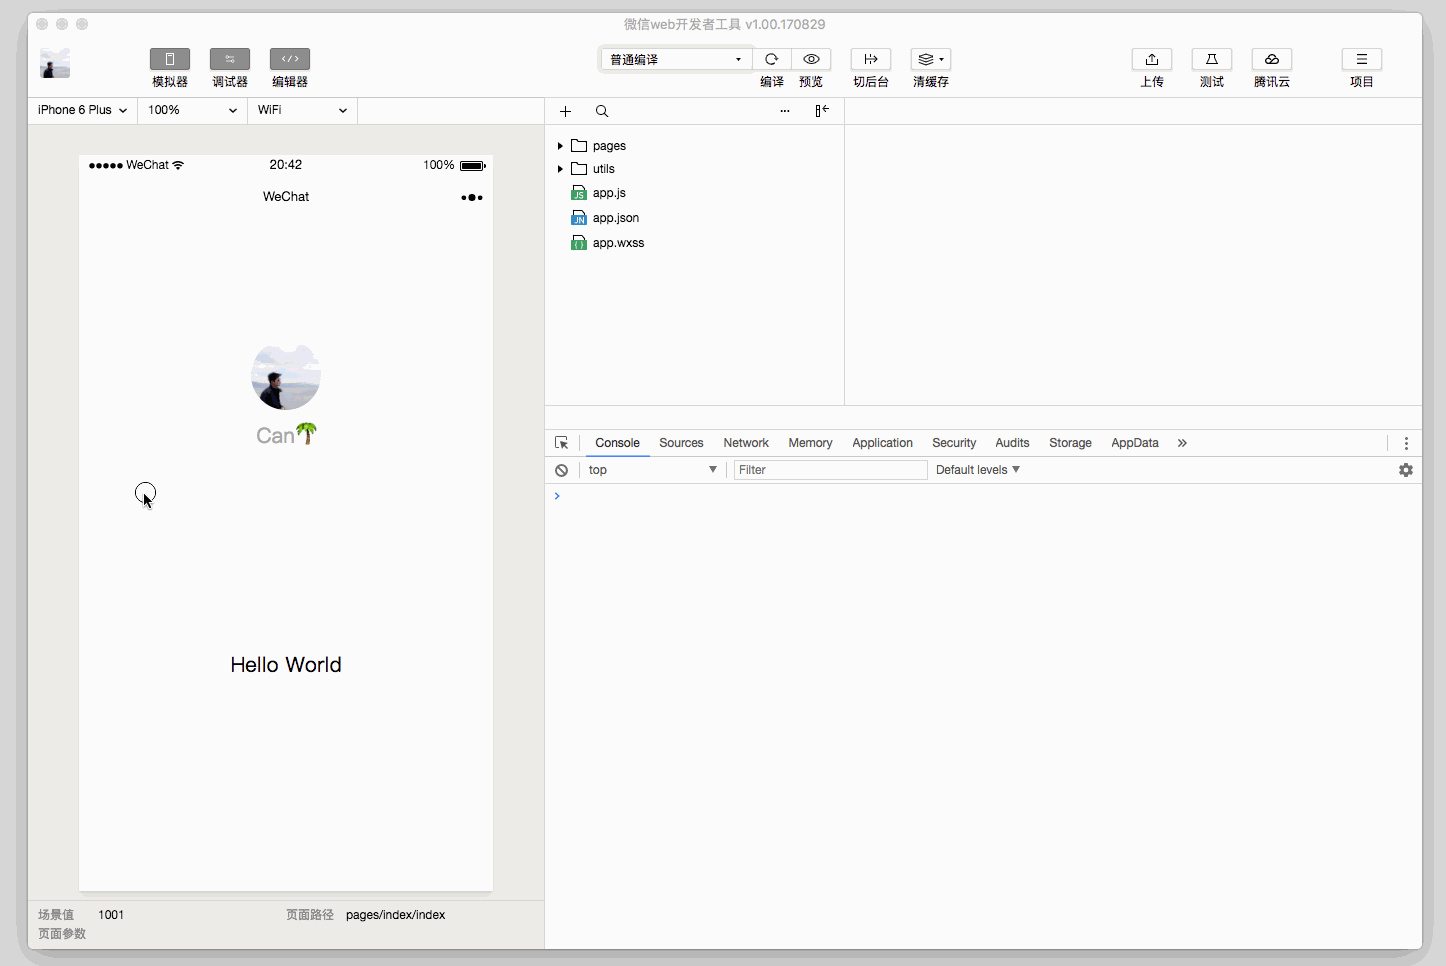 微信web开发者工具 v1.00.170829
模拟器 调试器 编辑器 普通编译 编译 预览 切后台 清缓存 上传 测试 腾讯云 项目
iPhone 6 Plus 100% WiFi
WeChat 20:42 100%
WeChat
Can🌴
Hello World
场景值 1001 页面路径 pages/index/index
页面参数
pages
utils
JS app.js
JN app.json
{ } app.wxss
Console Sources Network Memory Application Security Audits Storage AppData »
top Filter Default levels